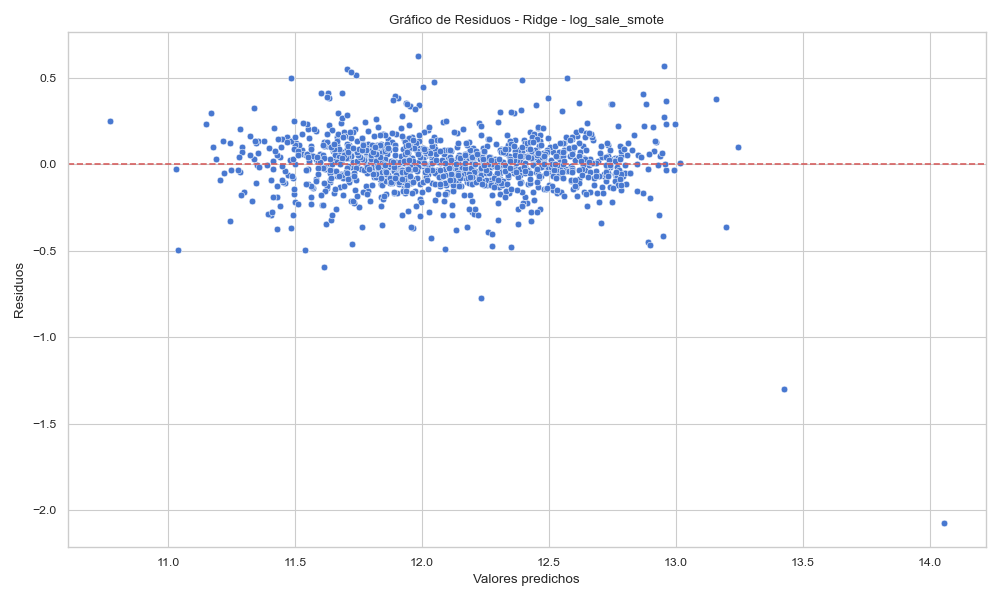 Gráfico de Residuos - Ridge - log_sale_smote
Residuos
0.5
0.0
−0.5
−1.0
−1.5
−2.0
11.0 11.5 12.0 12.5 13.0 13.5 14.0
Valores predichos